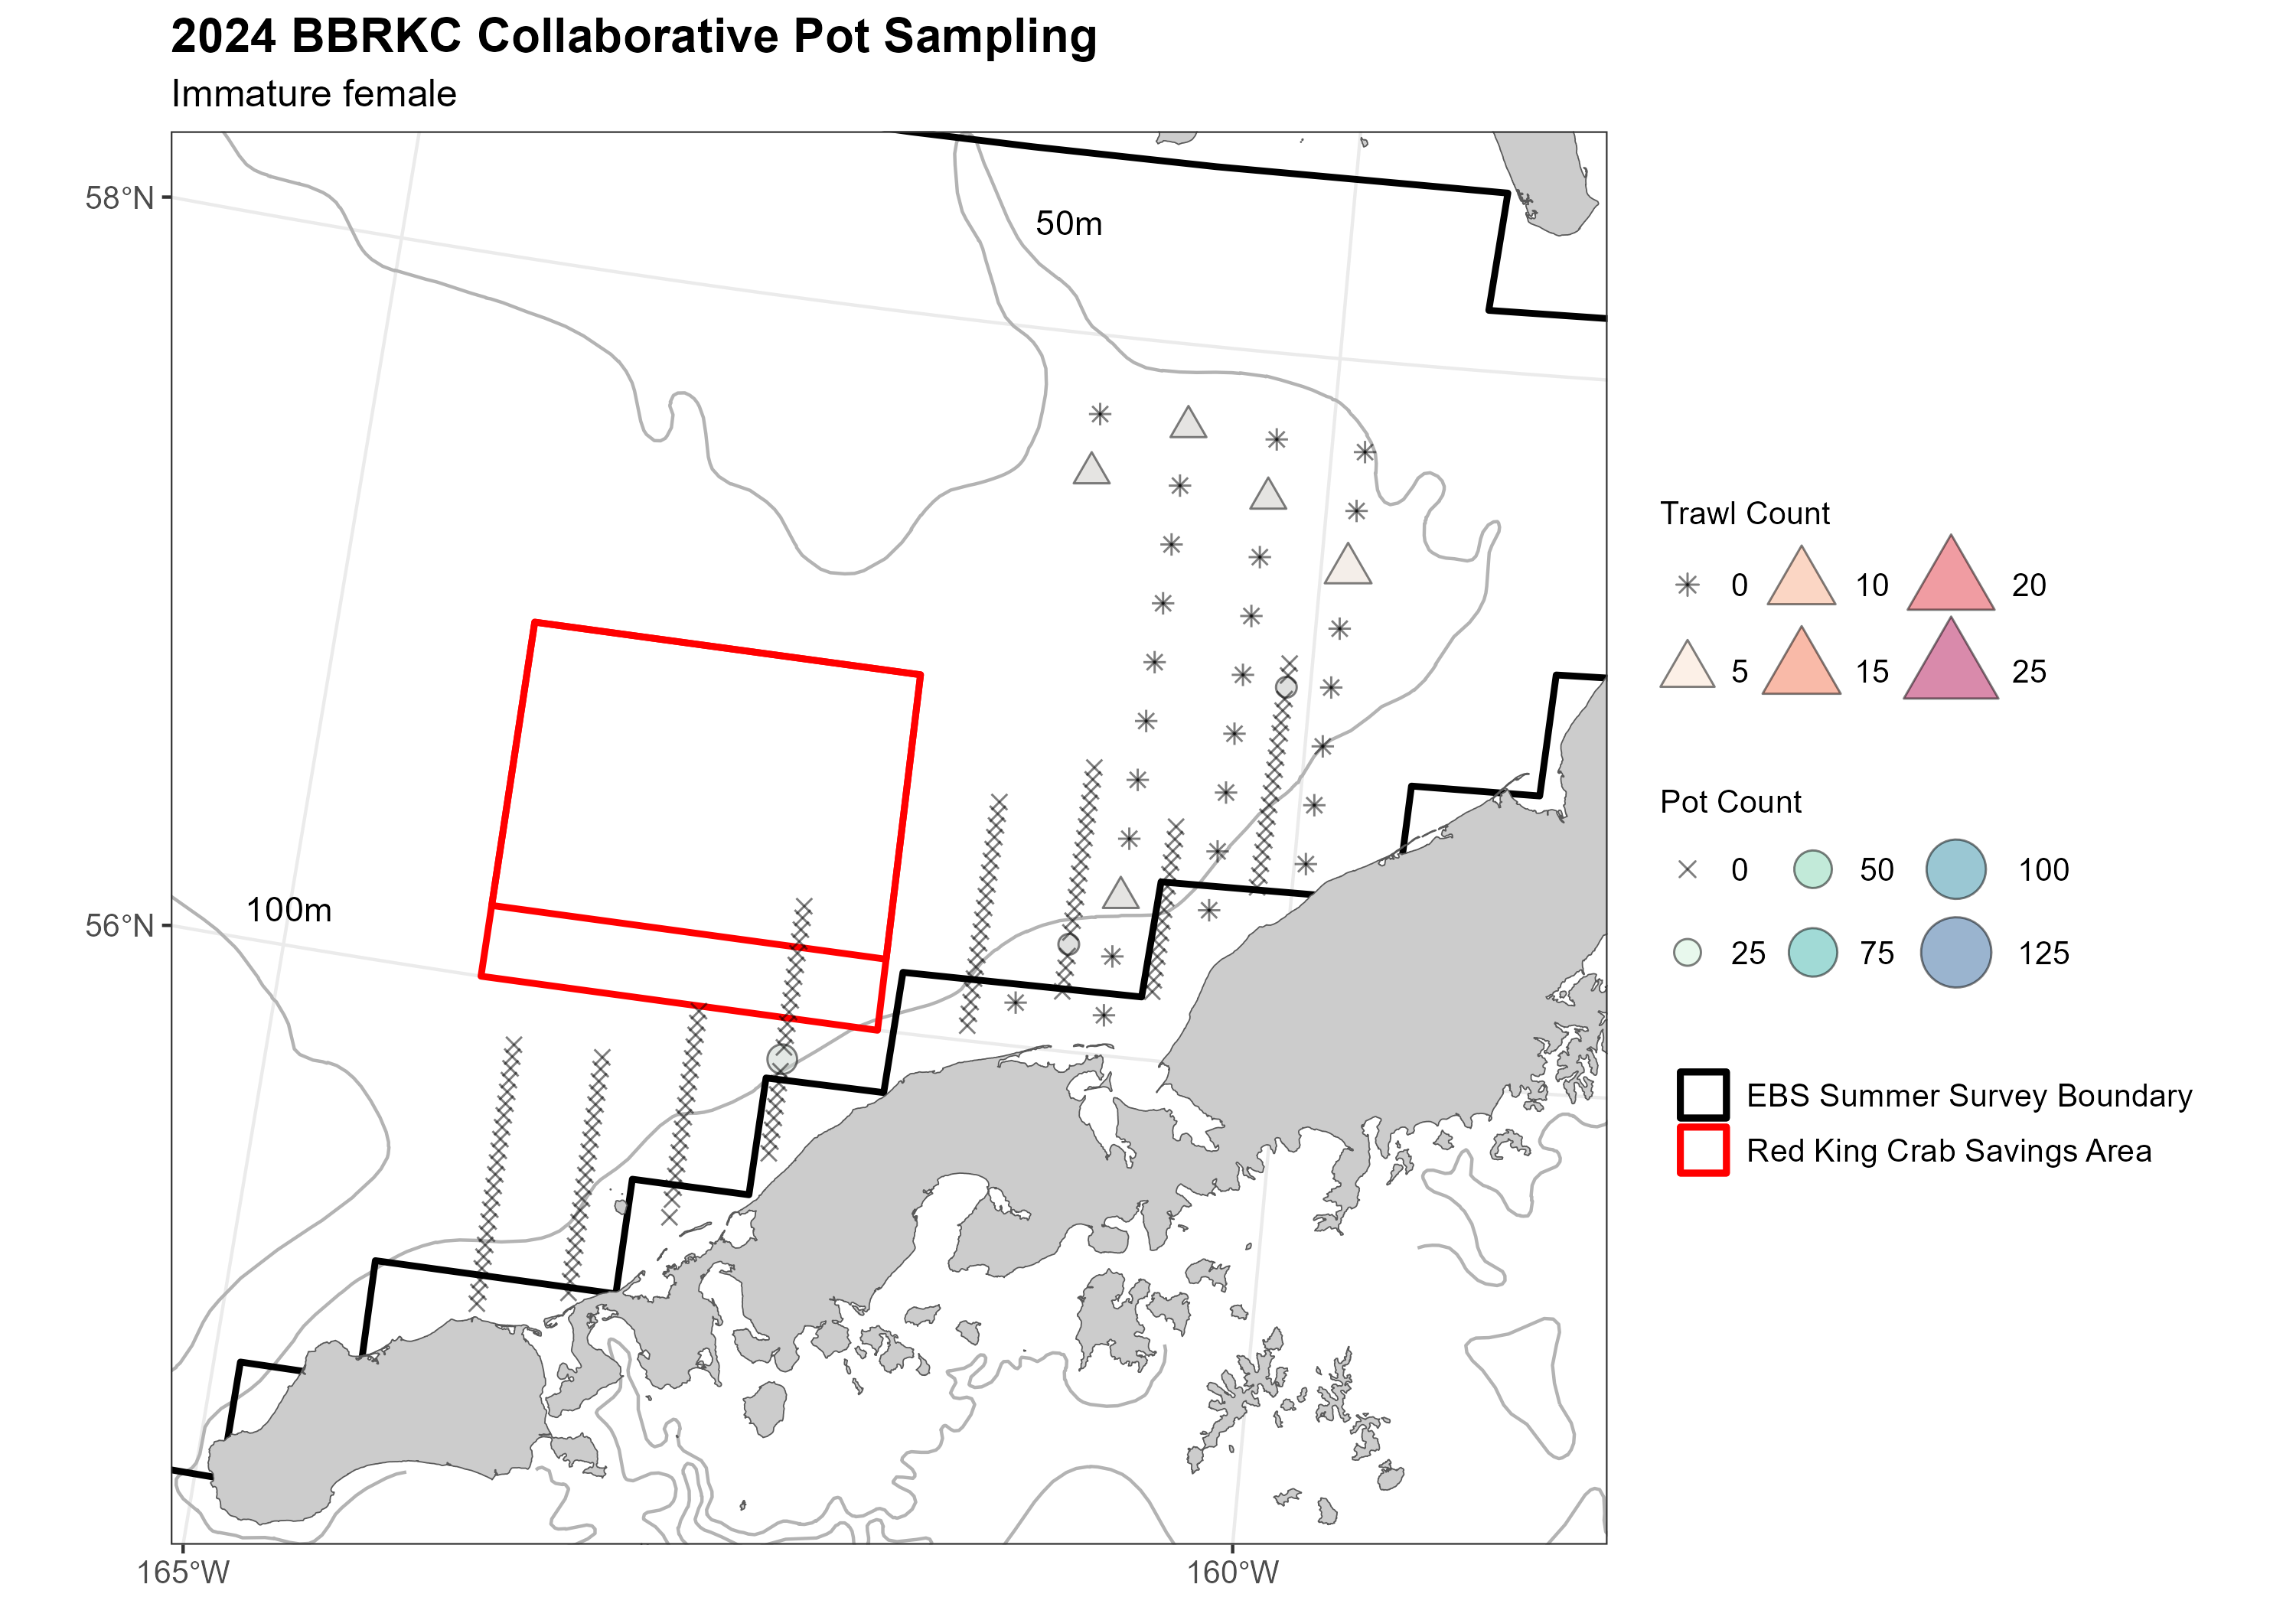 2024 BBRKC Collaborative Pot Sampling
Immature female
58°N
56°N
165°W
160°W
50m
100m
Trawl Count
0 10 20
5 15 25
Pot Count
0 50 100
25 75 125
EBS Summer Survey Boundary
Red King Crab Savings Area